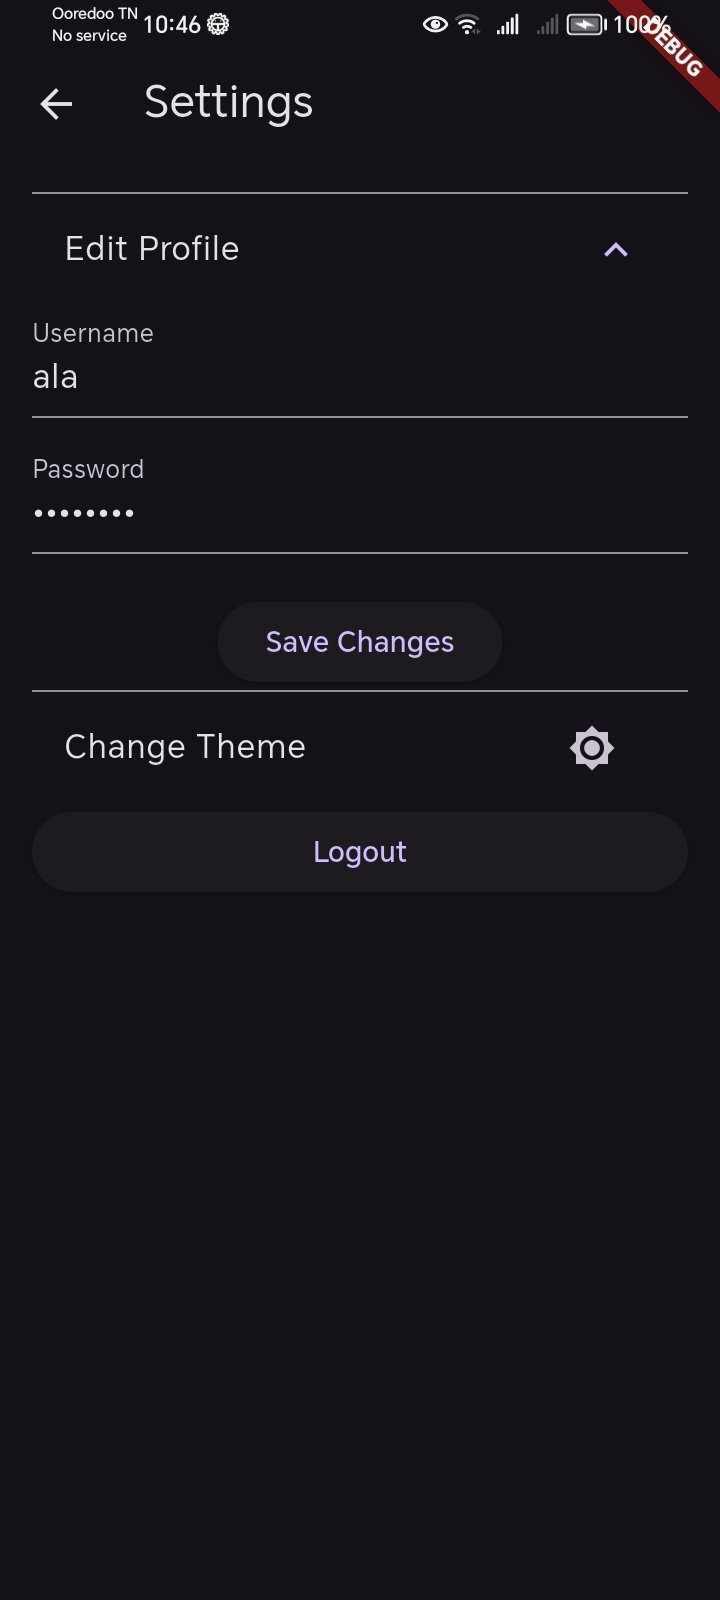 Ooredoo TN
No service
10:46
100%
DEBUG
Settings
Edit Profile
Username
ala
Password
••••••••
Save Changes
Change Theme
Logout